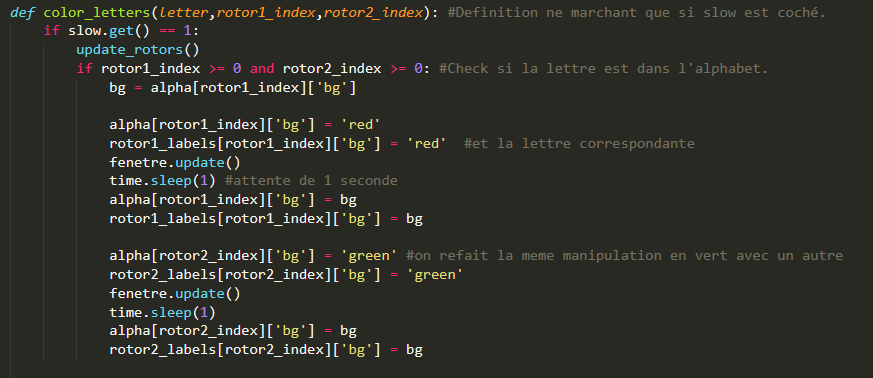 def color_letters(letter,rotor1_index,rotor2_index): #Definition ne marchant que si slow est coché.
if slow.get() == 1:
update_rotors()
if rotor1_index >= 0 and rotor2_index >= 0: #Check si la lettre est dans l'alphabet.
bg = alpha[rotor1_index]['bg']
alpha[rotor1_index]['bg'] = 'red'
rotor1_labels[rotor1_index]['bg'] = 'red' #et la lettre correspondante
fenetre.update()
time.sleep(1) #attente de 1 seconde
alpha[rotor1_index]['bg'] = bg
rotor1_labels[rotor1_index]['bg'] = bg
alpha[rotor2_index]['bg'] = 'green' #on refait la meme manipulation en vert avec un autre
rotor2_labels[rotor2_index]['bg'] = 'green'
fenetre.update()
time.sleep(1)
alpha[rotor2_index]['bg'] = bg
rotor2_labels[rotor2_index]['bg'] = bg